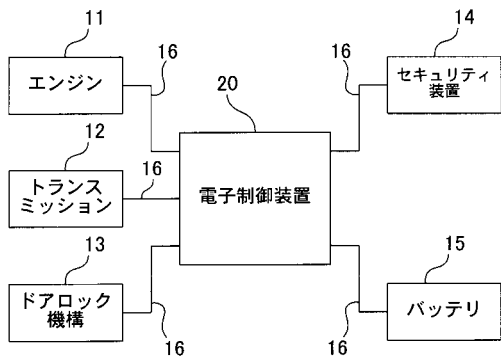 11
エンジン
16
12
トランス
ミッション
16
13
ドアロック
機構
16
20
電子制御装置
14
セキュリティ
装置
16
15
バッテリ
16